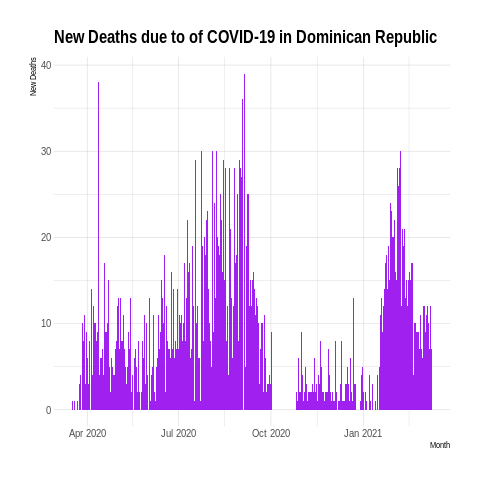 New Deaths due to of COVID-19 in Dominican Republic
New Deaths
40
30
20
10
0
Apr 2020
Jul 2020
Oct 2020
Jan 2021
Month